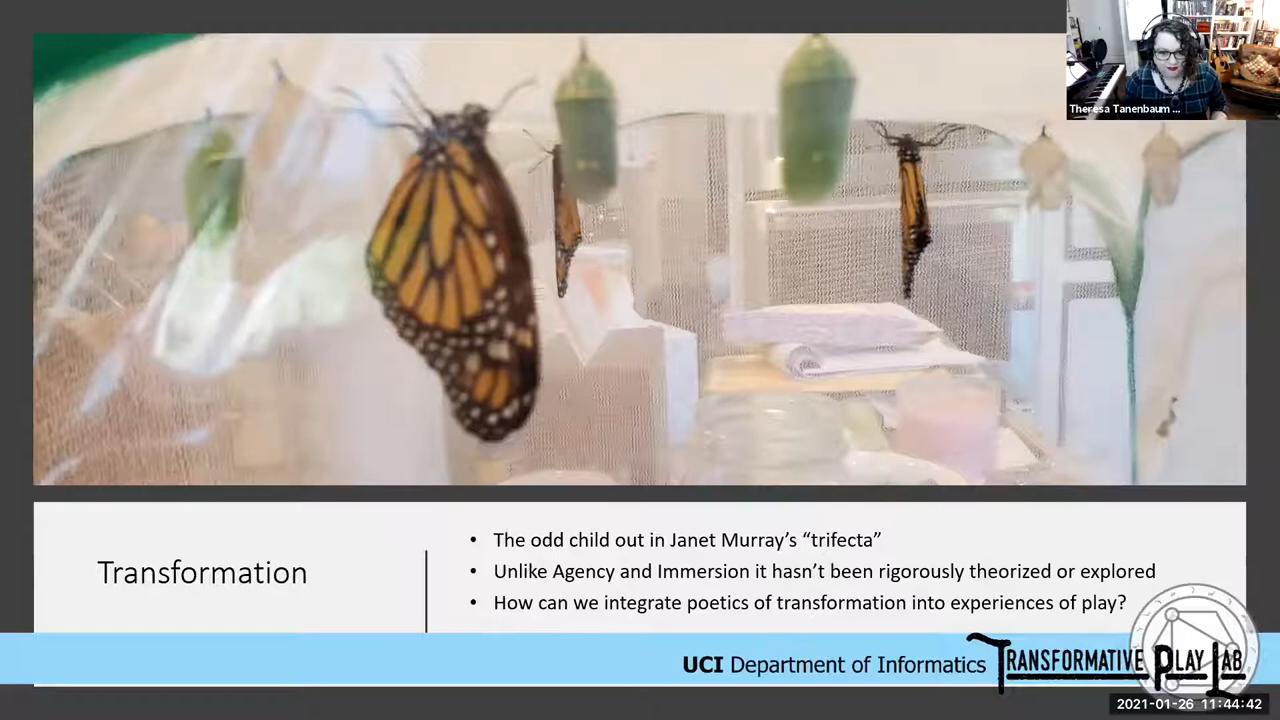 Theresa Tanenbaum ...
Transformation
• The odd child out in Janet Murray’s “trifecta”
• Unlike Agency and Immersion it hasn’t been rigorously theorized or explored
• How can we integrate poetics of transformation into experiences of play?
UCI Department of Informatics
TRANSFORMATIVE PLAY LAB
2021-01-26 11:44:42